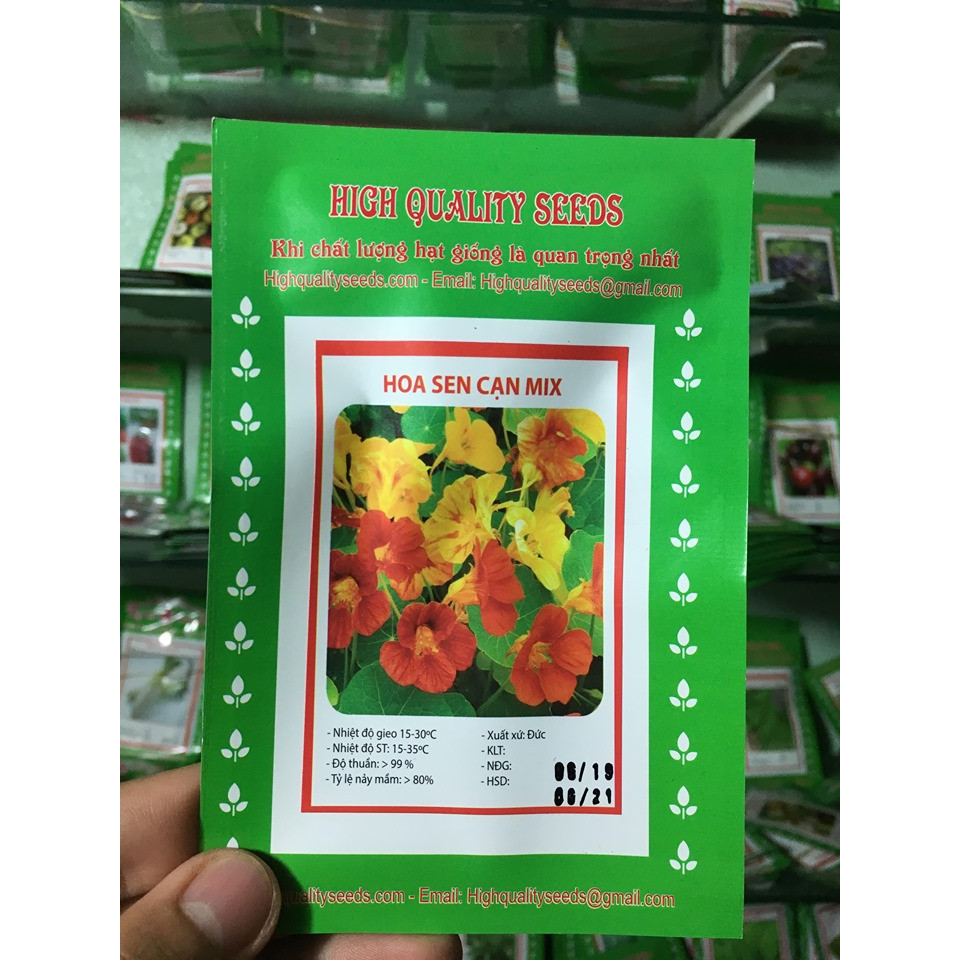 HIGH QUALITY SEEDS
Khi chất lượng hạt giống là quan trọng nhất
Highqualityseeds.com - Email: Highqualityseeds@gmail.com
HOA SEN CẠN MIX
- Nhiệt độ gieo 15-30ºC
- Nhiệt độ ST: 15-35ºC
- Độ thuần: > 99 %
- Tỷ lệ nảy mầm: > 80%
- Xuất xứ: Đức
- KLT:
- NĐG: 06/19
- HSD: 06/21
qualityseeds.com - Email: Highqualityseeds@gmail.com